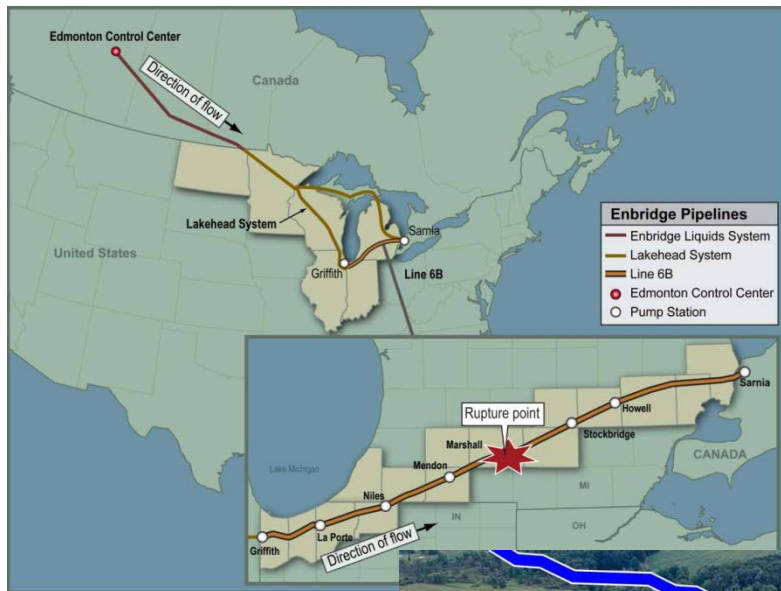 Edmonton Control Center
Direction of flow
Canada
United States
Lakehead System
Sarnia
Griffith
Line 6B
Enbridge Pipelines
Enbridge Liquids System
Lakehead System
Line 6B
Edmonton Control Center
Pump Station
Sarnia
Rupture point
Howell
Stockbridge
Marshall
CANADA
Mendon
Lake Michigan
MI
Niles
IN
La Porte
OH
Griffith
Direction of flow